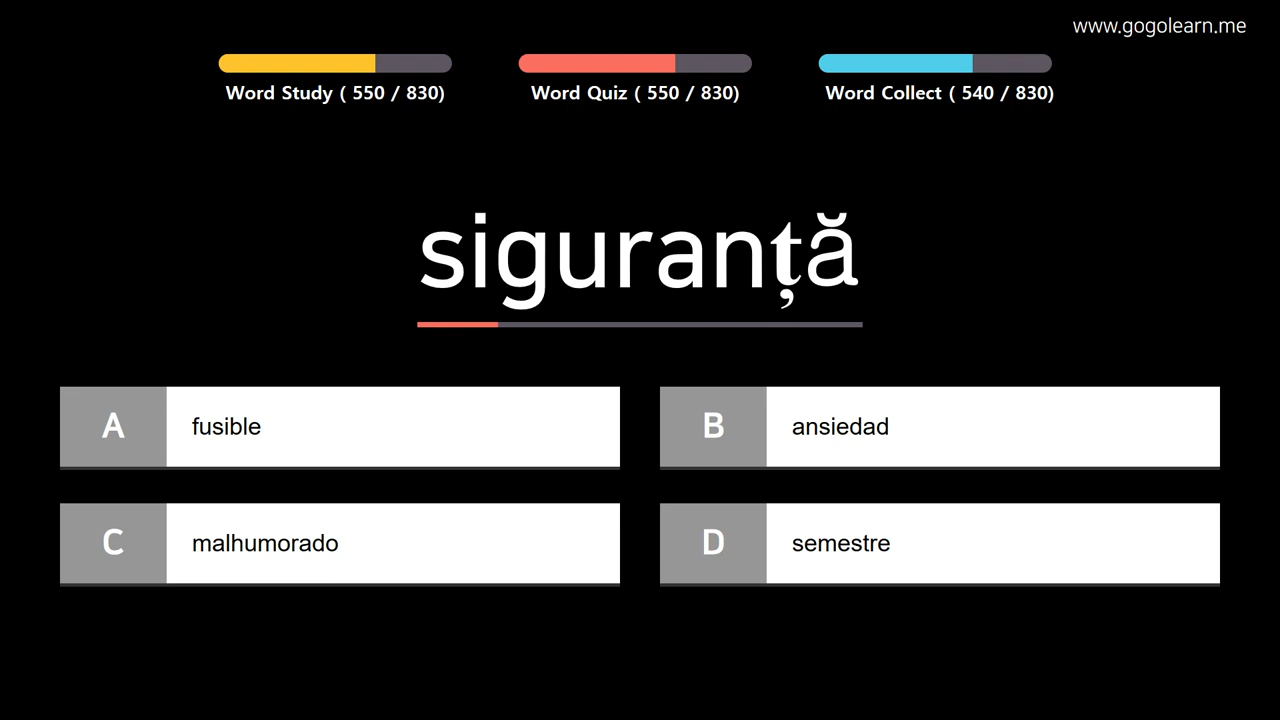 www.gogolearn.me
Word Study ( 550 / 830)
Word Quiz ( 550 / 830)
Word Collect ( 540 / 830)
siguranță
A fusible
B ansiedad
C malhumorado
D semestre